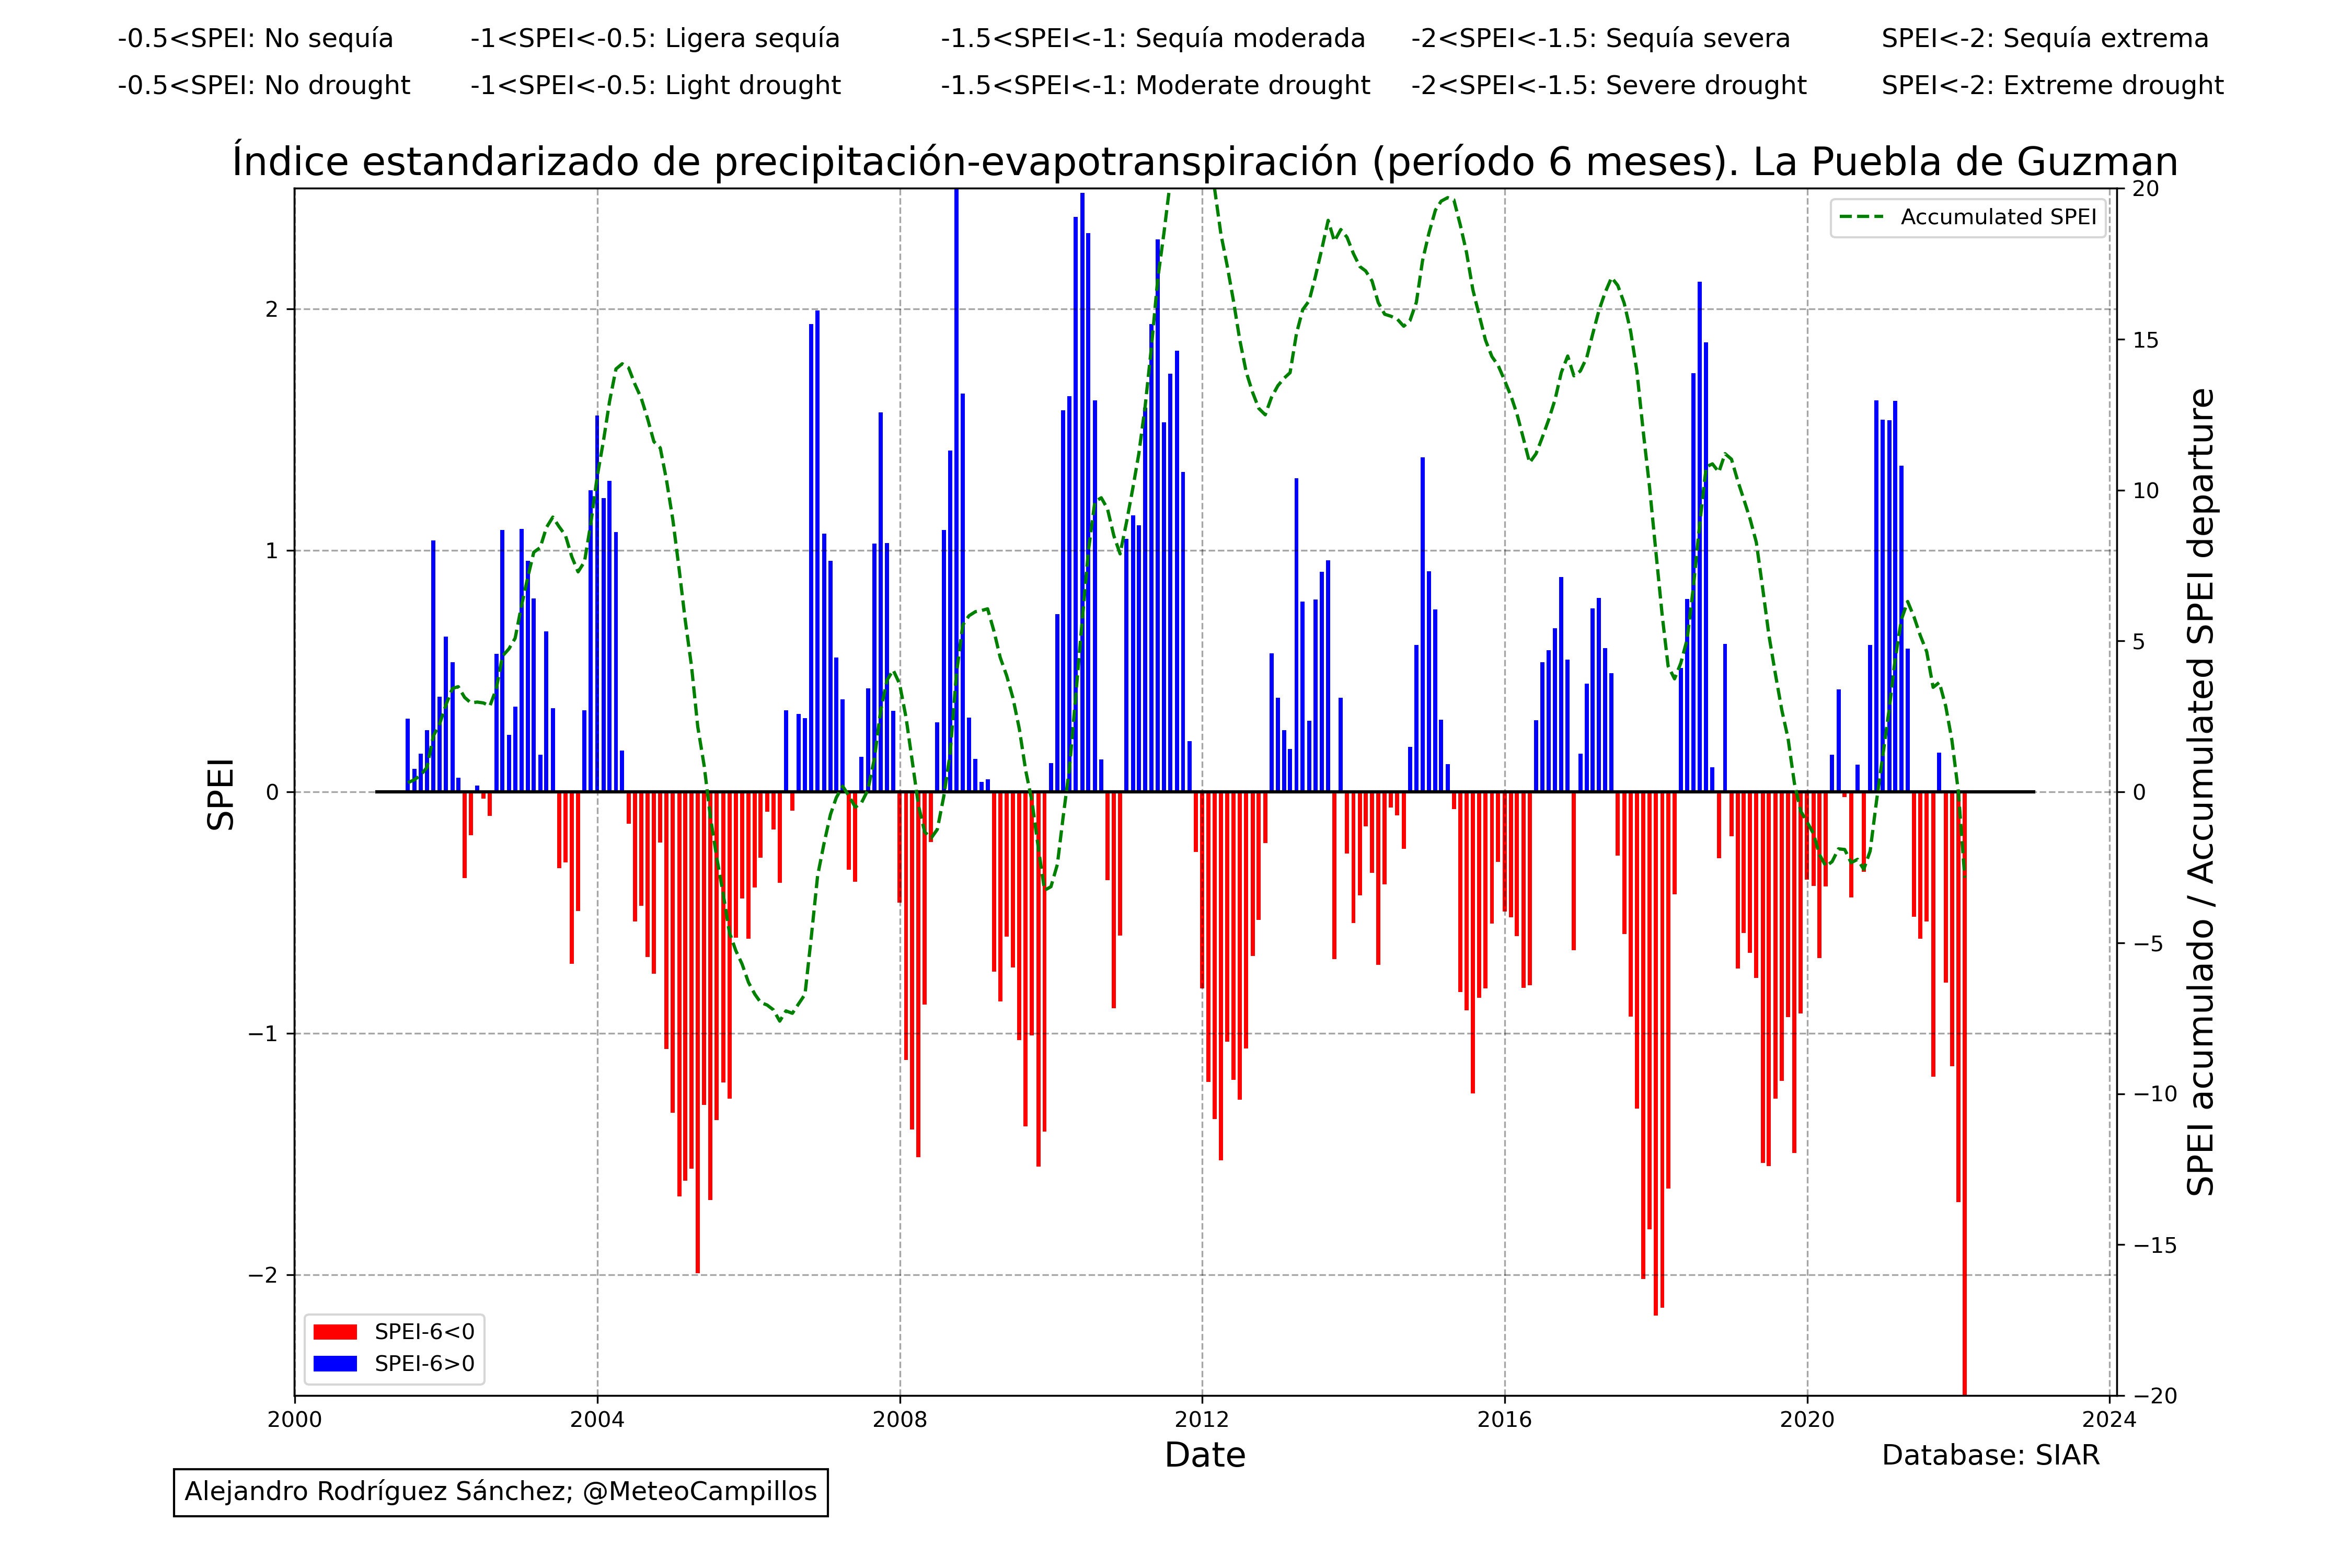 -0.5<SPEI: No sequía -1<SPEI<-0.5: Ligera sequía -1.5<SPEI<-1: Sequía moderada -2<SPEI<-1.5: Sequía severa SPEI<-2: Sequía extrema
-0.5<SPEI: No drought -1<SPEI<-0.5: Light drought -1.5<SPEI<-1: Moderate drought -2<SPEI<-1.5: Severe drought SPEI<-2: Extreme drought
Índice estandarizado de precipitación-evapotranspiración (período 6 meses). La Puebla de Guzman
Accumulated SPEI
SPEI
2
1
0
−1
−2
20
15
10
5
0
−5
−10
−15
−20
SPEI acumulado / Accumulated SPEI departure
SPEI-6<0
SPEI-6>0
2000 2004 2008 2012 2016 2020 2024
Date
Database: SIAR
Alejandro Rodríguez Sánchez; @MeteoCampillos